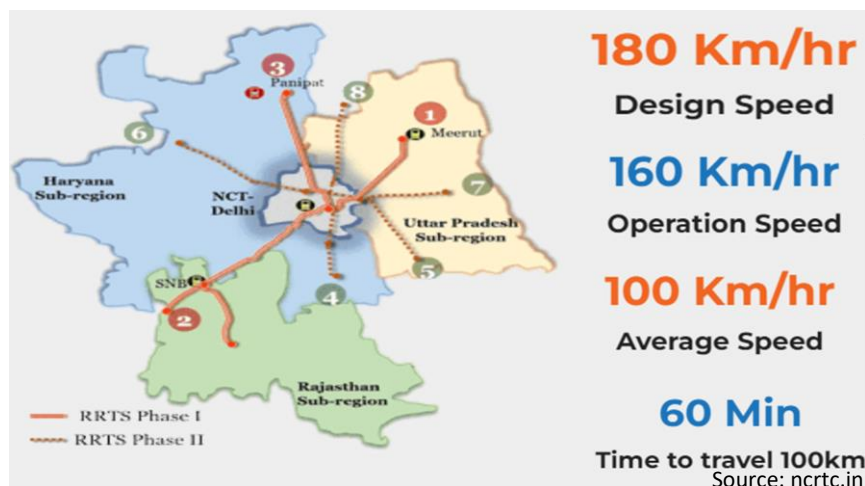 180 Km/hr
Design Speed
160 Km/hr
Operation Speed
100 Km/hr
Average Speed
60 Min
Time to travel 100km
Source: ncrtc.in
3
Panipat
8
1
Meerut
6
Haryana
Sub-region
NCT-
Delhi
7
Uttar Pradesh
Sub-region
5
SNB
4
2
Rajasthan
Sub-region
RRTS Phase I
RRTS Phase II